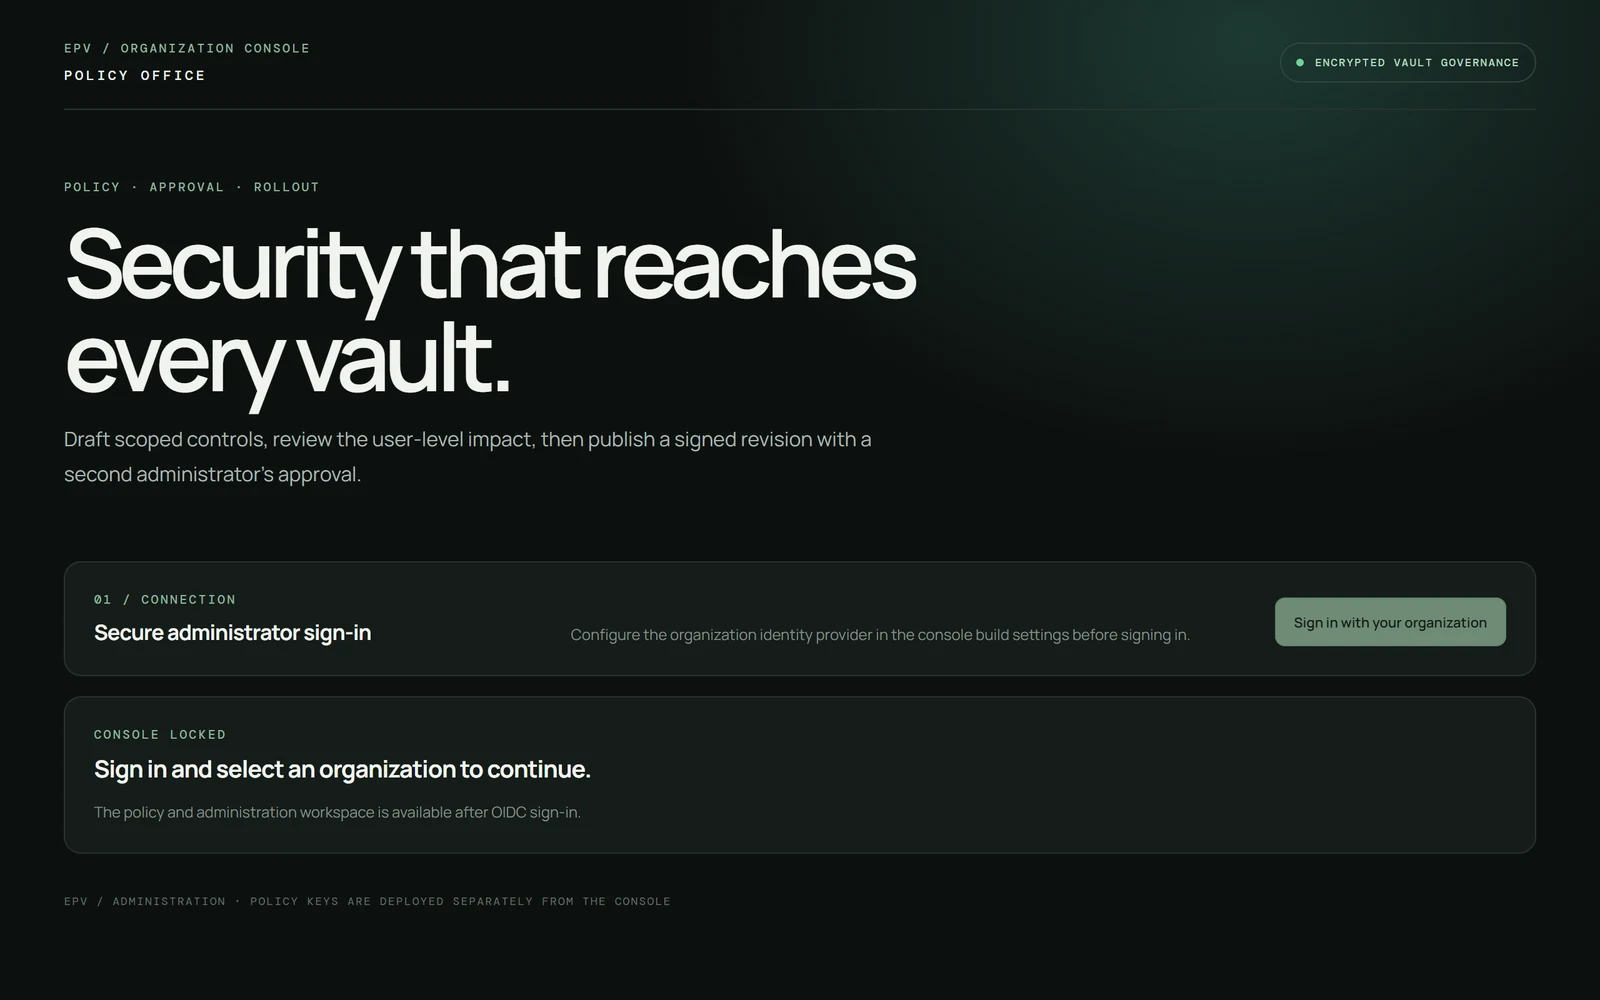 EPV / ORGANIZATION CONSOLE
POLICY OFFICE
ENCRYPTED VAULT GOVERNANCE
POLICY · APPROVAL · ROLLOUT
Security that reaches
every vault.
Draft scoped controls, review the user-level impact, then publish a signed revision with a
second administrator’s approval.
01 / CONNECTION
Secure administrator sign-in
Configure the organization identity provider in the console build settings before signing in.
Sign in with your organization
CONSOLE LOCKED
Sign in and select an organization to continue.
The policy and administration workspace is available after OIDC sign-in.
EPV / ADMINISTRATION · POLICY KEYS ARE DEPLOYED SEPARATELY FROM THE CONSOLE